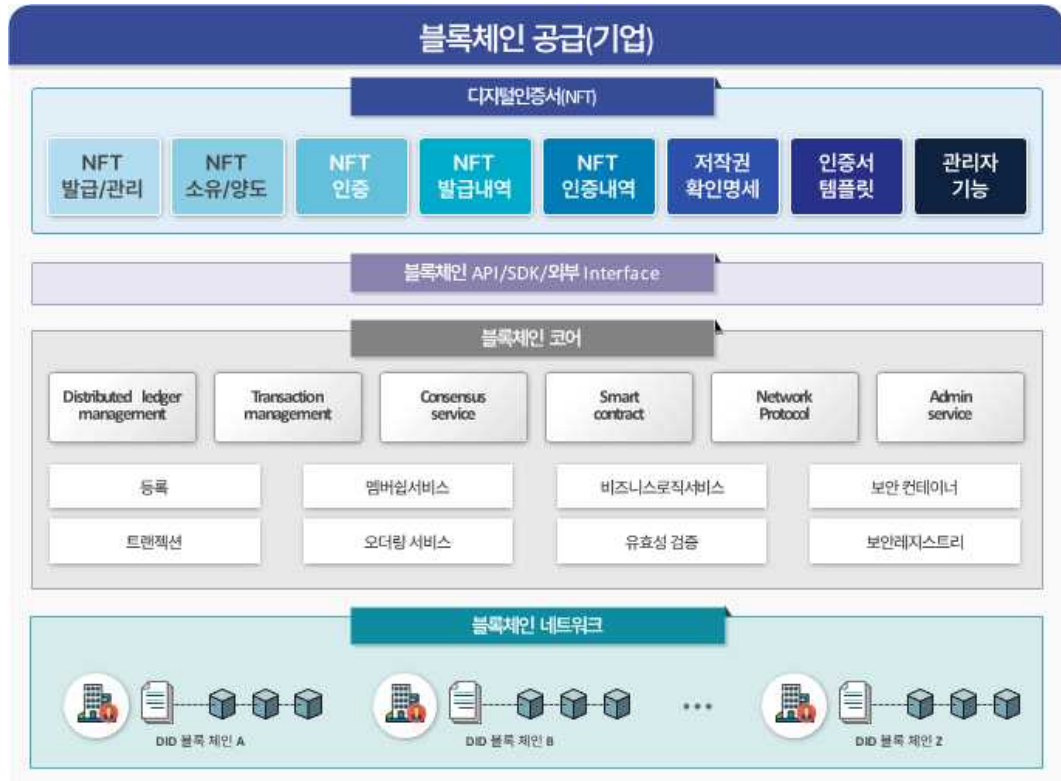 블록체인 공급(기업)
디지털인증서(NFT)
NFT
발급/관리
NFT
소유/양도
NFT
인증
NFT
발급내역
NFT
인증내역
저작권
확인명세
인증서
템플릿
관리자
기능
블록체인 API/SDK/외부 Interface
블록체인 코어
Distributed ledger
management
Transaction
management
Consensus
service
Smart
contract
Network
Protocol
Admin
service
등록
멤버쉽서비스
비즈니스로직서비스
보안 컨테이너
트랜젝션
오더랑 서비스
유효성 검증
보안레지스트리
블록체인 네트워크
DID 블록 체인 A
DID 블록 체인 B
...
DID 블록 체인 Z